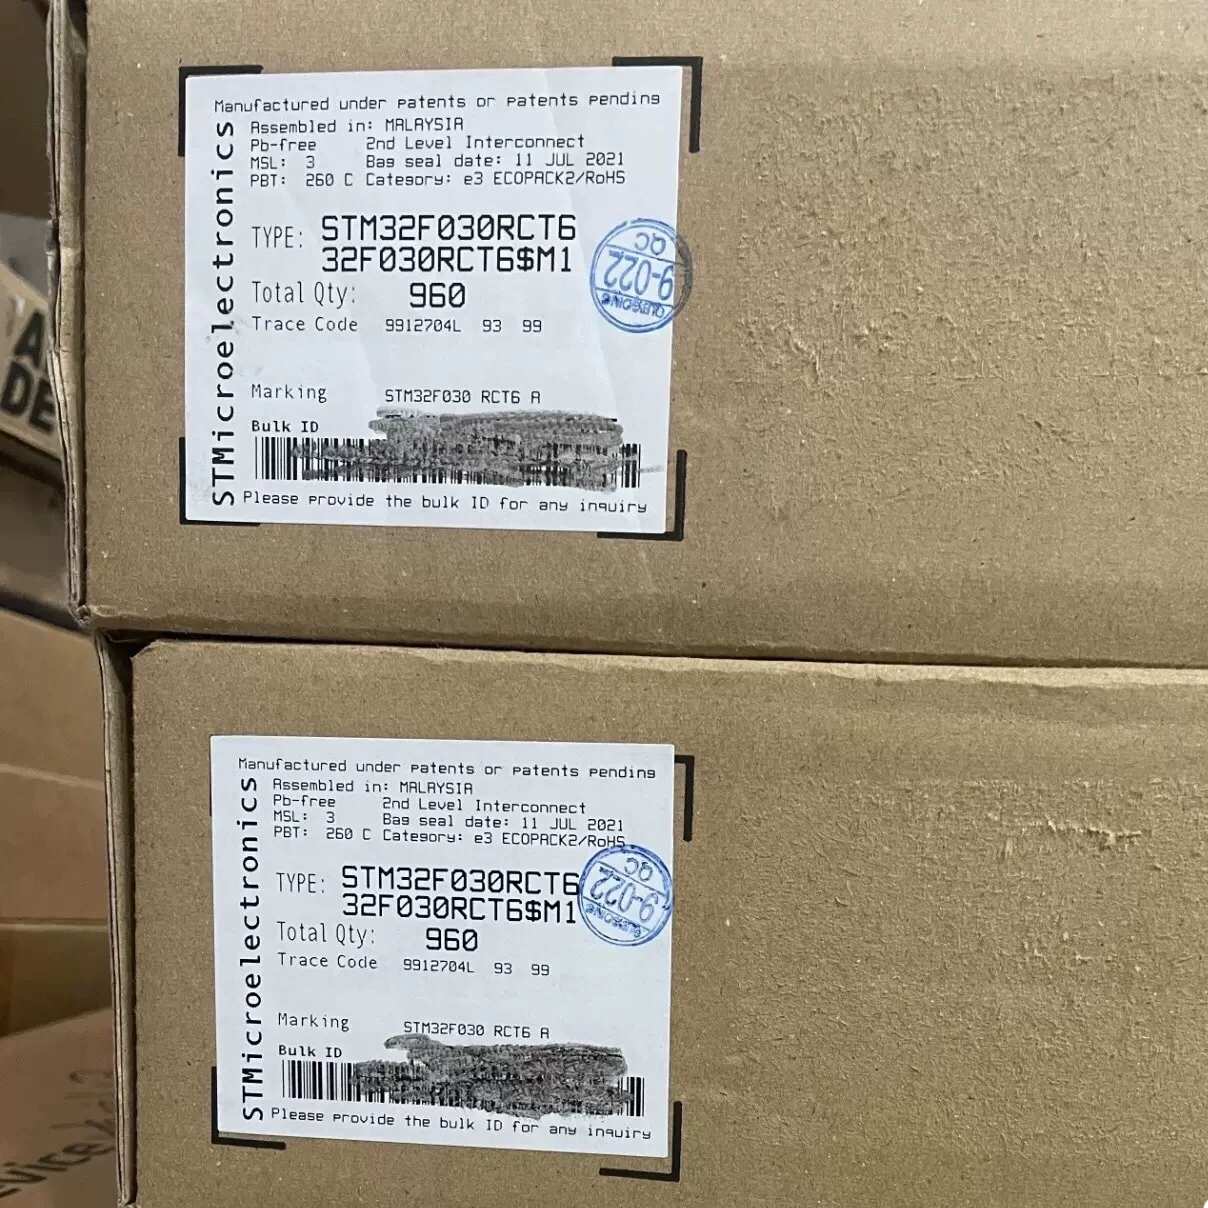 Manufactured under patents or patents pending
STMicroelectronics
Assembled in: MALAYSIA
Pb-free 2nd Level Interconnect
MSL: 3 Bag seal date: 11 JUL 2021
PBT: 260 C Category: e3 ECOPACK2/RoHS
TYPE: STM32F030RCT6
32F030RCT6$M1
Total Qty: 960
Trace Code 9912704L 93 99
Marking STM32F030 RCT6 A
Bulk ID
Please provide the bulk ID for any inquiry
QC
9-022
A
DE
Manufactured under patents or patents pending
STMicroelectronics
Assembled in: MALAYSIA
Pb-free 2nd Level Interconnect
MSL: 3 Bag seal date: 11 JUL 2021
PBT: 260 C Category: e3 ECOPACK2/RoHS
TYPE: STM32F030RCT6
32F030RCT6$M1
Total Qty: 960
Trace Code 9912704L 93 99
Marking STM32F030 RCT6 A
Bulk ID
Please provide the bulk ID for any inquiry
QC
9-022